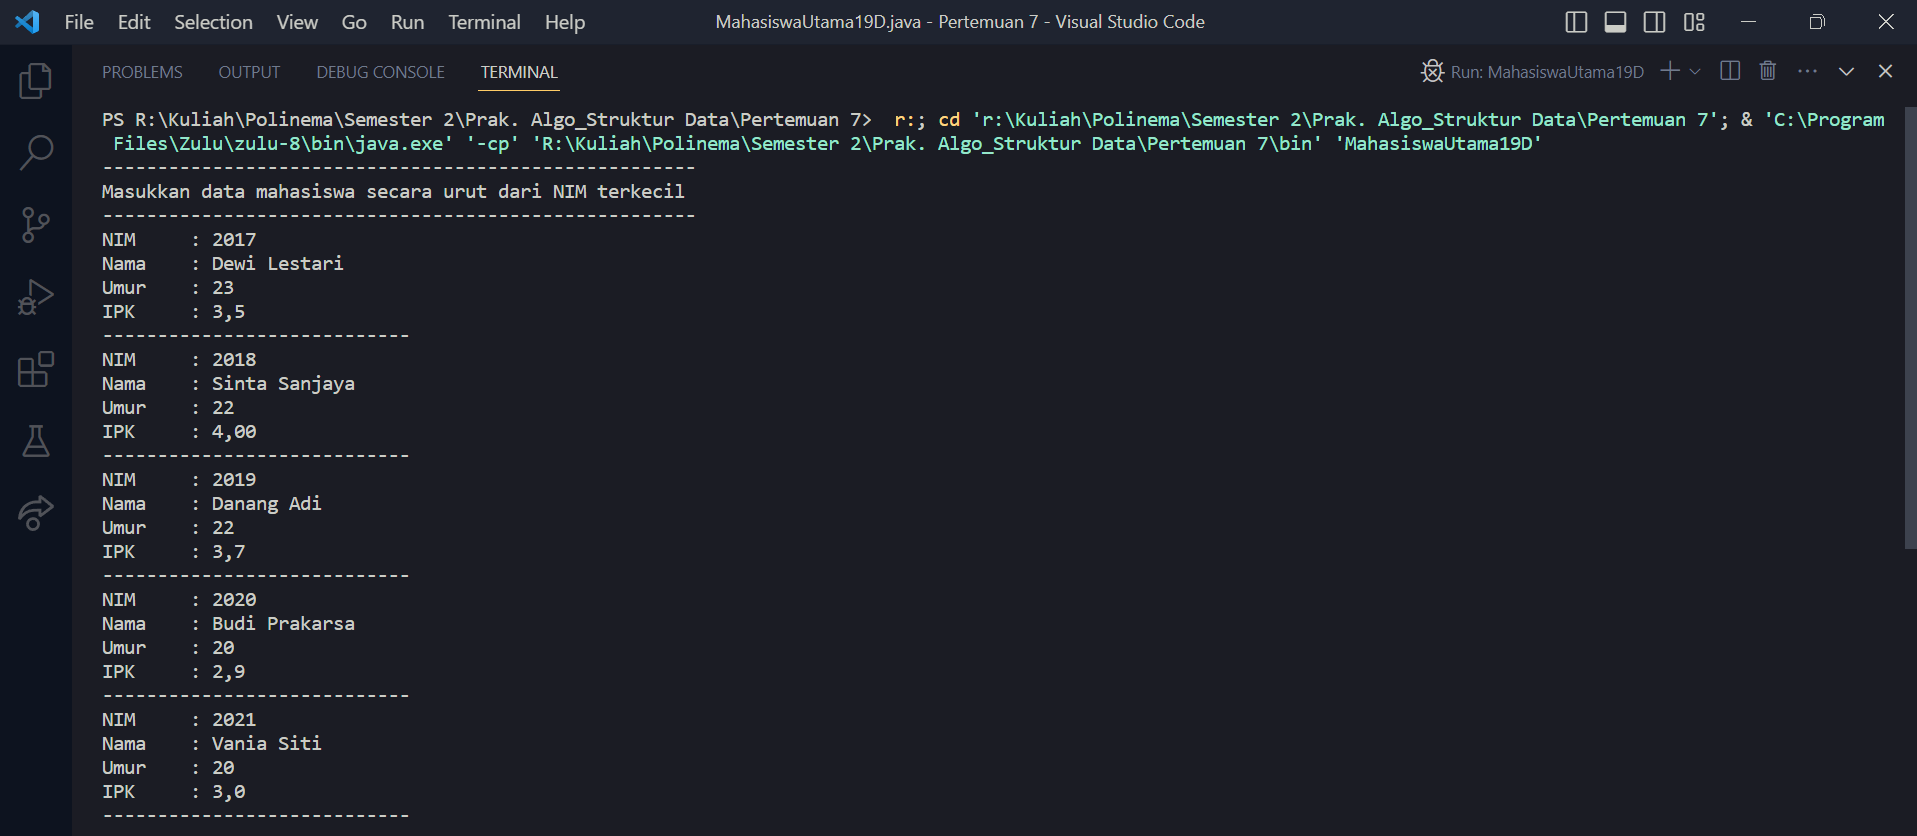 File Edit Selection View Go Run Terminal Help MahasiswaUtama19D.java - Pertemuan 7 - Visual Studio Code
PROBLEMS OUTPUT DEBUG CONSOLE TERMINAL Run: MahasiswaUtama19D
PS R:\Kuliah\Polinema\Semester 2\Prak. Algo_Struktur Data\Pertemuan 7>  r:; cd 'r:\Kuliah\Polinema\Semester 2\Prak. Algo_Struktur Data\Pertemuan 7'; & 'C:\Program
 Files\Zulu\zulu-8\bin\java.exe' '-cp' 'R:\Kuliah\Polinema\Semester 2\Prak. Algo_Struktur Data\Pertemuan 7\bin' 'MahasiswaUtama19D'
------------------------------------------------------
Masukkan data mahasiswa secara urut dari NIM terkecil
------------------------------------------------------
NIM     : 2017
Nama    : Dewi Lestari
Umur    : 23
IPK     : 3,5
----------------------------
NIM     : 2018
Nama    : Sinta Sanjaya
Umur    : 22
IPK     : 4,00
----------------------------
NIM     : 2019
Nama    : Danang Adi
Umur    : 22
IPK     : 3,7
----------------------------
NIM     : 2020
Nama    : Budi Prakarsa
Umur    : 20
IPK     : 2,9
----------------------------
NIM     : 2021
Nama    : Vania Siti
Umur    : 20
IPK     : 3,0
----------------------------